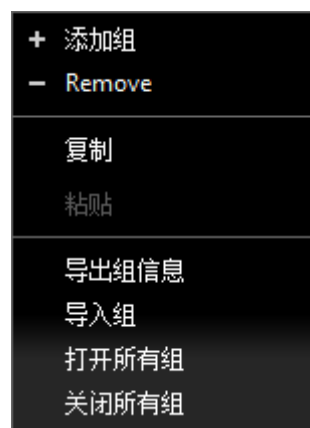 + 添加组
− Remove
复制
粘贴
导出组信息
导入组
打开所有组
关闭所有组